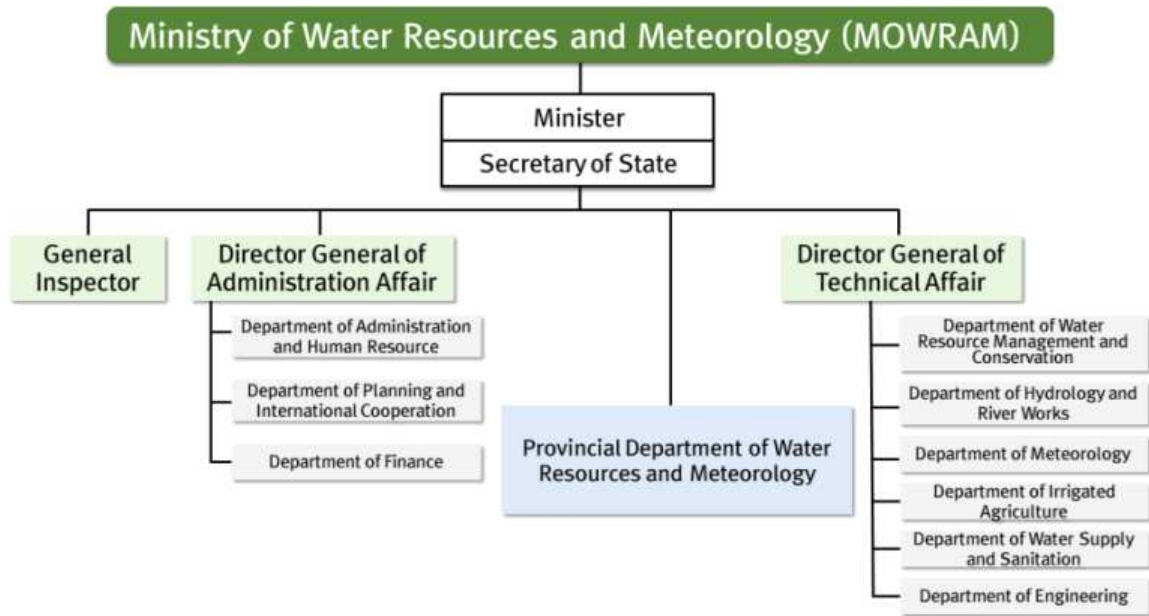 Ministry of Water Resources and Meteorology (MOWRAM)
Minister
Secretary of State
General
Inspector
Director General of
Administration Affair
Department of Administration
and Human Resource
Department of Planning and
International Cooperation
Department of Finance
Provincial Department of Water
Resources and Meteorology
Director General of
Technical Affair
Department of Water
Resource Management and
Conservation
Department of Hydrology and
River Works
Department of Meteorology
Department of Irrigated
Agriculture
Department of Water Supply
and Sanitation
Department of Engineering